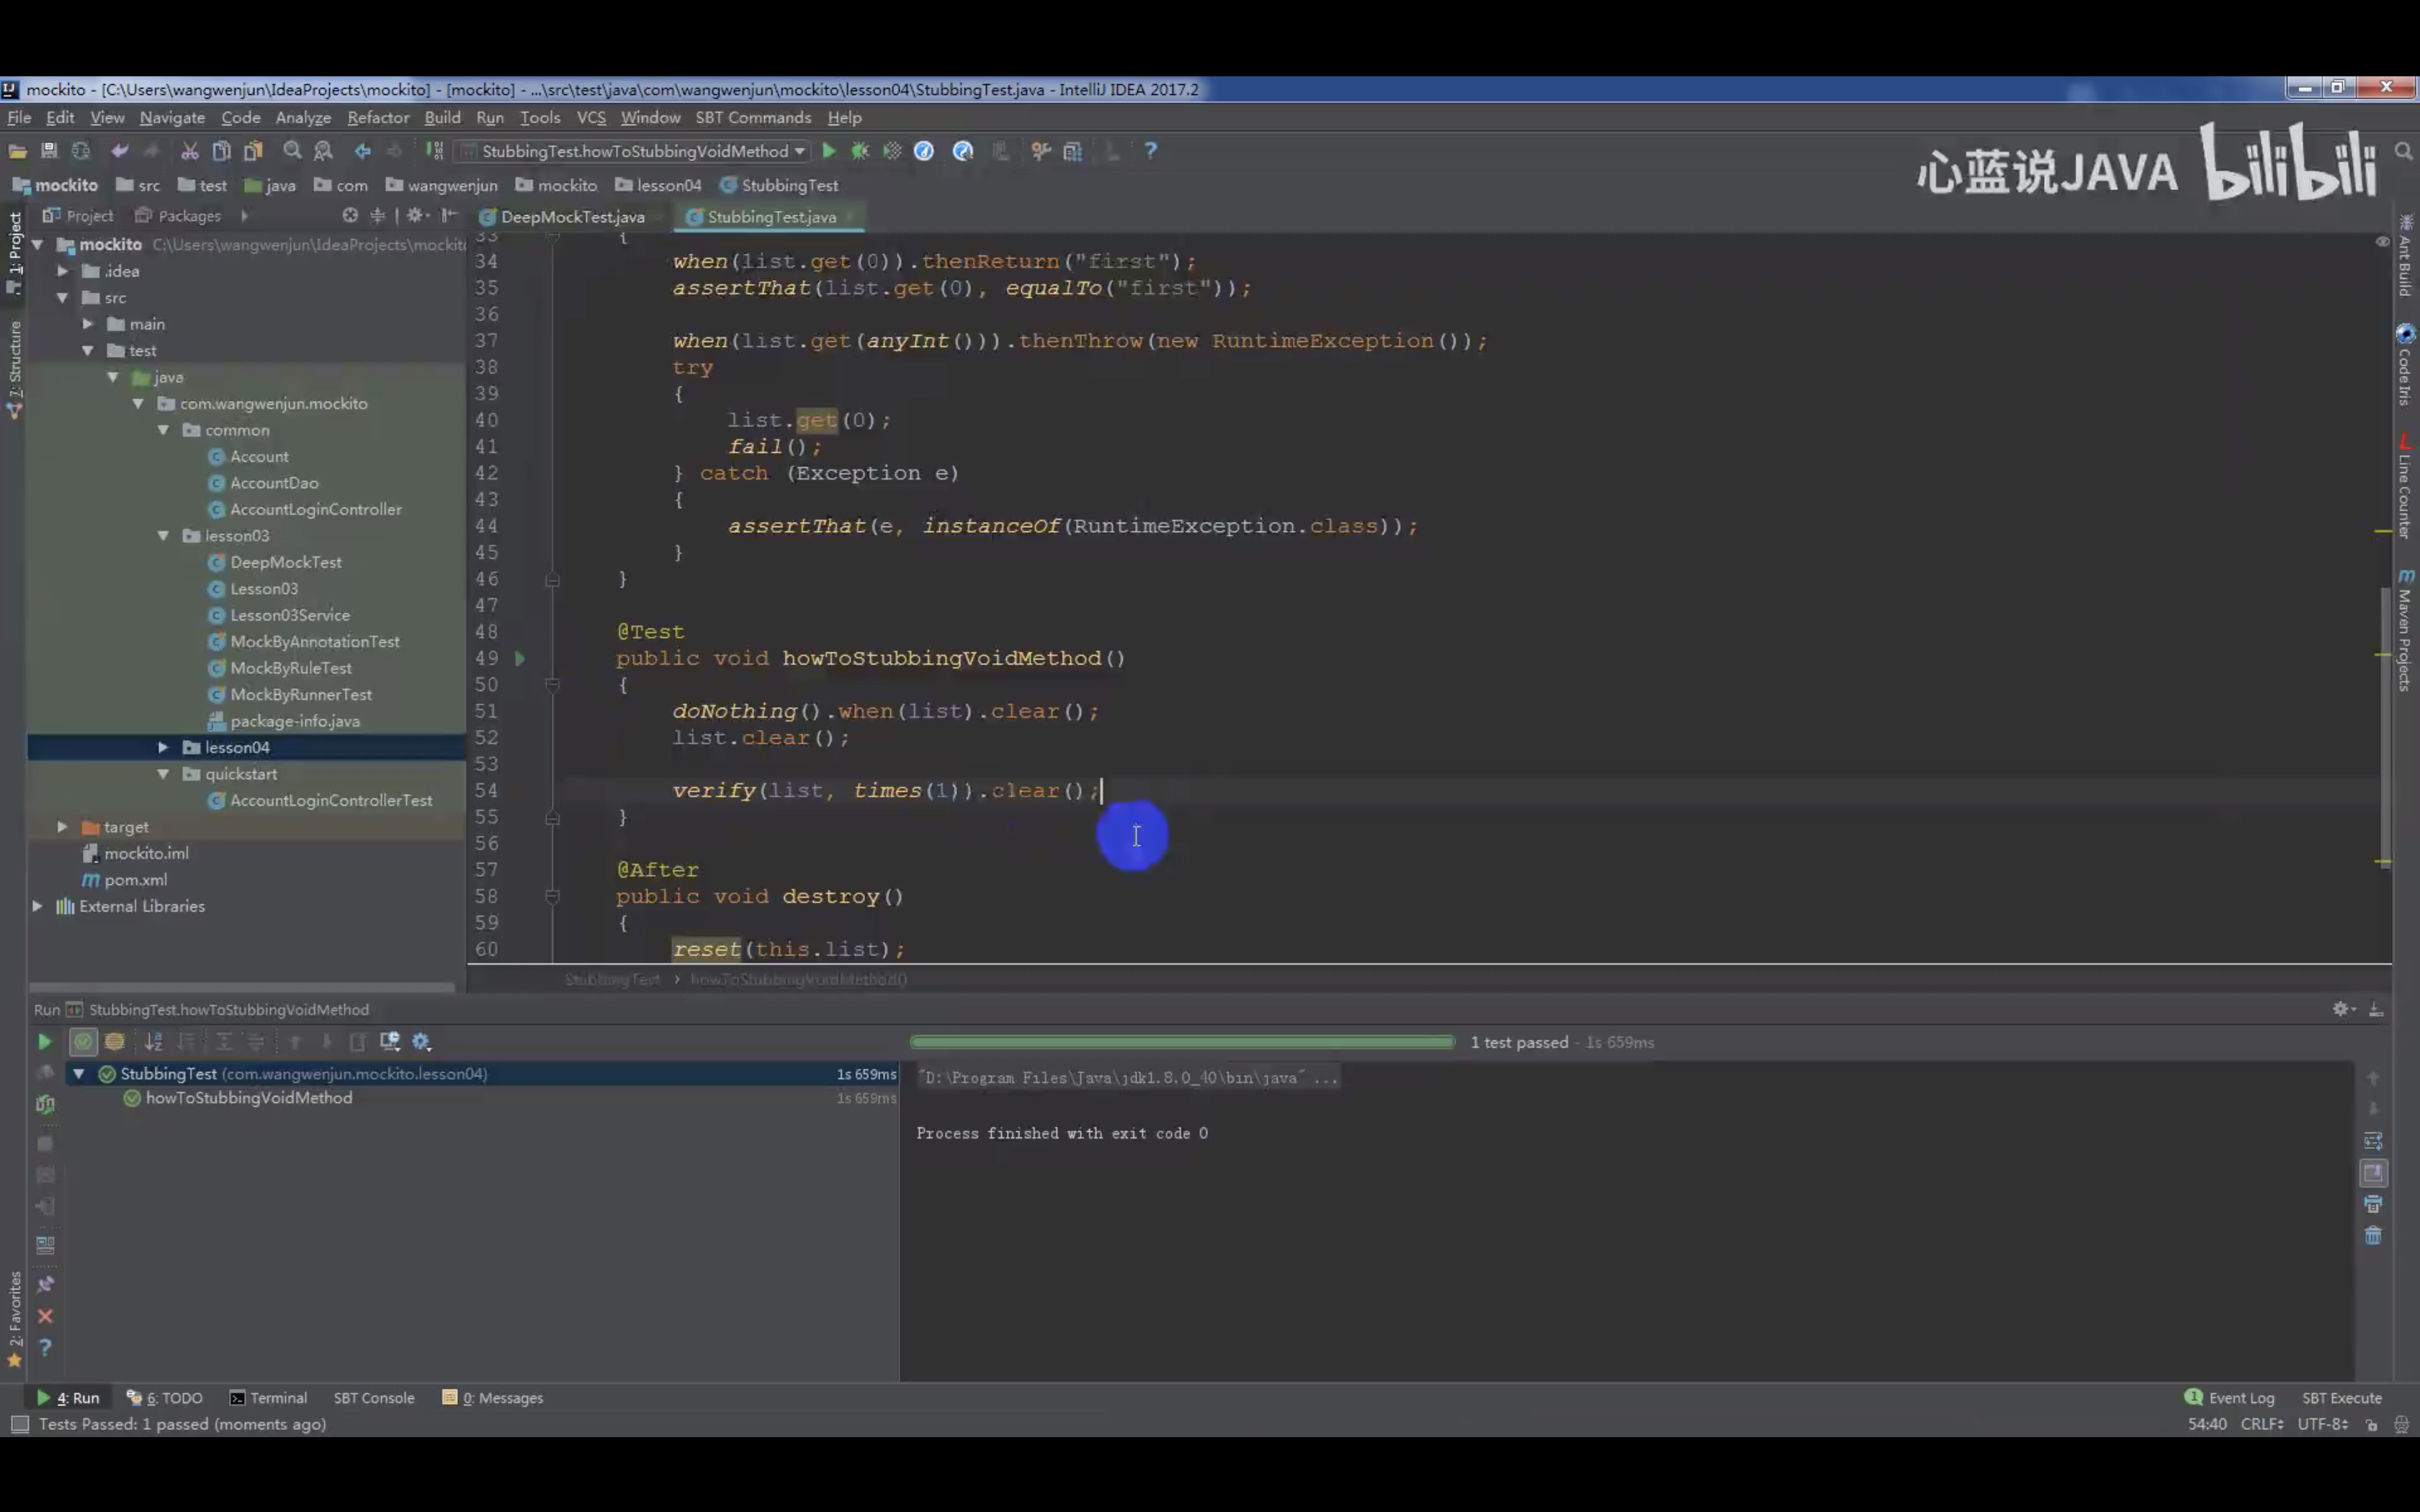 mockito - [C:\Users\wangwenjun\IdeaProjects\mockito] - [mockito] - ...\src\test\java\com\wangwenjun\mockito\lesson04\StubbingTest.java - IntelliJ IDEA 2017.2
File Edit View Navigate Code Analyze Refactor Build Run Tools VCS Window SBT Commands Help
StubbingTest.howToStubbingVoidMethod
心蓝说JAVA bilibili
mockito src test java com wangwenjun mockito lesson04 StubbingTest
Project Packages
DeepMockTest.java StubbingTest.java
1: Project
7: Structure
2: Favorites
mockito C:\Users\wangwenjun\IdeaProjects\mockito
.idea
src
main
test
java
com.wangwenjun.mockito
common
Account
AccountDao
AccountLoginController
lesson03
DeepMockTest
Lesson03
Lesson03Service
MockByAnnotationTest
MockByRuleTest
MockByRunnerTest
package-info.java
lesson04
quickstart
AccountLoginControllerTest
target
mockito.iml
pom.xml
External Libraries
33 {
34 when(list.get(0)).thenReturn("first");
35 assertThat(list.get(0), equalTo("first"));
36
37 when(list.get(anyInt())).thenThrow(new RuntimeException());
38 try
39 {
40 list.get(0);
41 fail();
42 } catch (Exception e)
43 {
44 assertThat(e, instanceOf(RuntimeException.class));
45 }
46 }
47
48 @Test
49 public void howToStubbingVoidMethod()
50 {
51 doNothing().when(list).clear();
52 list.clear();
53
54 verify(list, times(1)).clear();
55 }
56
57 @After
58 public void destroy()
59 {
60 reset(this.list);
StubbingTest › howToStubbingVoidMethod()
Ant Build
Code Iris
Line Counter
Maven Projects
Run StubbingTest.howToStubbingVoidMethod
1 test passed - 1s 659ms
StubbingTest (com.wangwenjun.mockito.lesson04) 1s 659ms
howToStubbingVoidMethod 1s 659ms
"D:\Program Files\Java\jdk1.8.0_40\bin\java" ...
Process finished with exit code 0
4: Run 6: TODO Terminal SBT Console 0: Messages
1 Event Log SBT Execute
Tests Passed: 1 passed (moments ago)
54:40 CRLF UTF-8